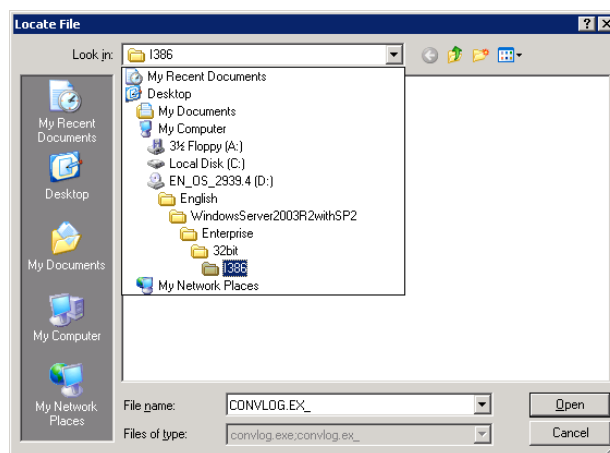 Locate File
Look in: I386
My Recent Documents
Desktop
My Documents
My Computer
3½ Floppy (A:)
Local Disk (C:)
EN_OS_2939.4 (D:)
English
WindowsServer2003R2withSP2
Enterprise
32bit
I386
My Network Places
My Recent
Documents
Desktop
My Documents
My Computer
My Network
Places
File name: CONVLOG.EX_ Open
Files of type: convlog.exe;convlog.ex_ Cancel